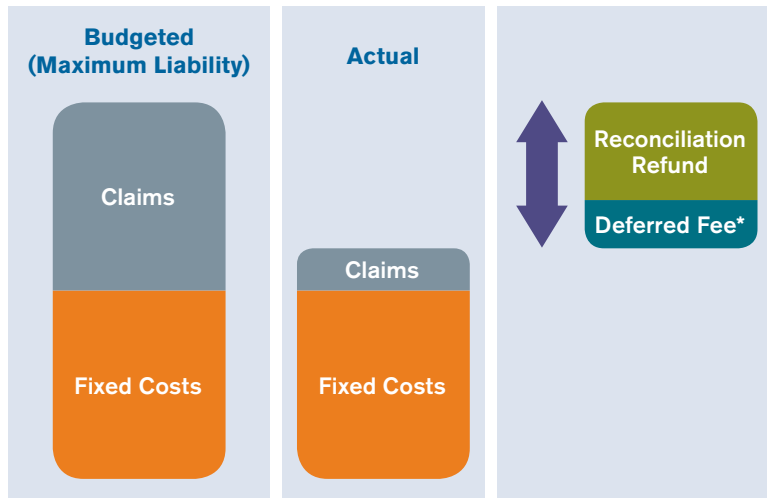 Budgeted
(Maximum Liability)
Claims
Fixed Costs
Actual
Claims
Fixed Costs
Reconciliation
Refund
Deferred Fee*